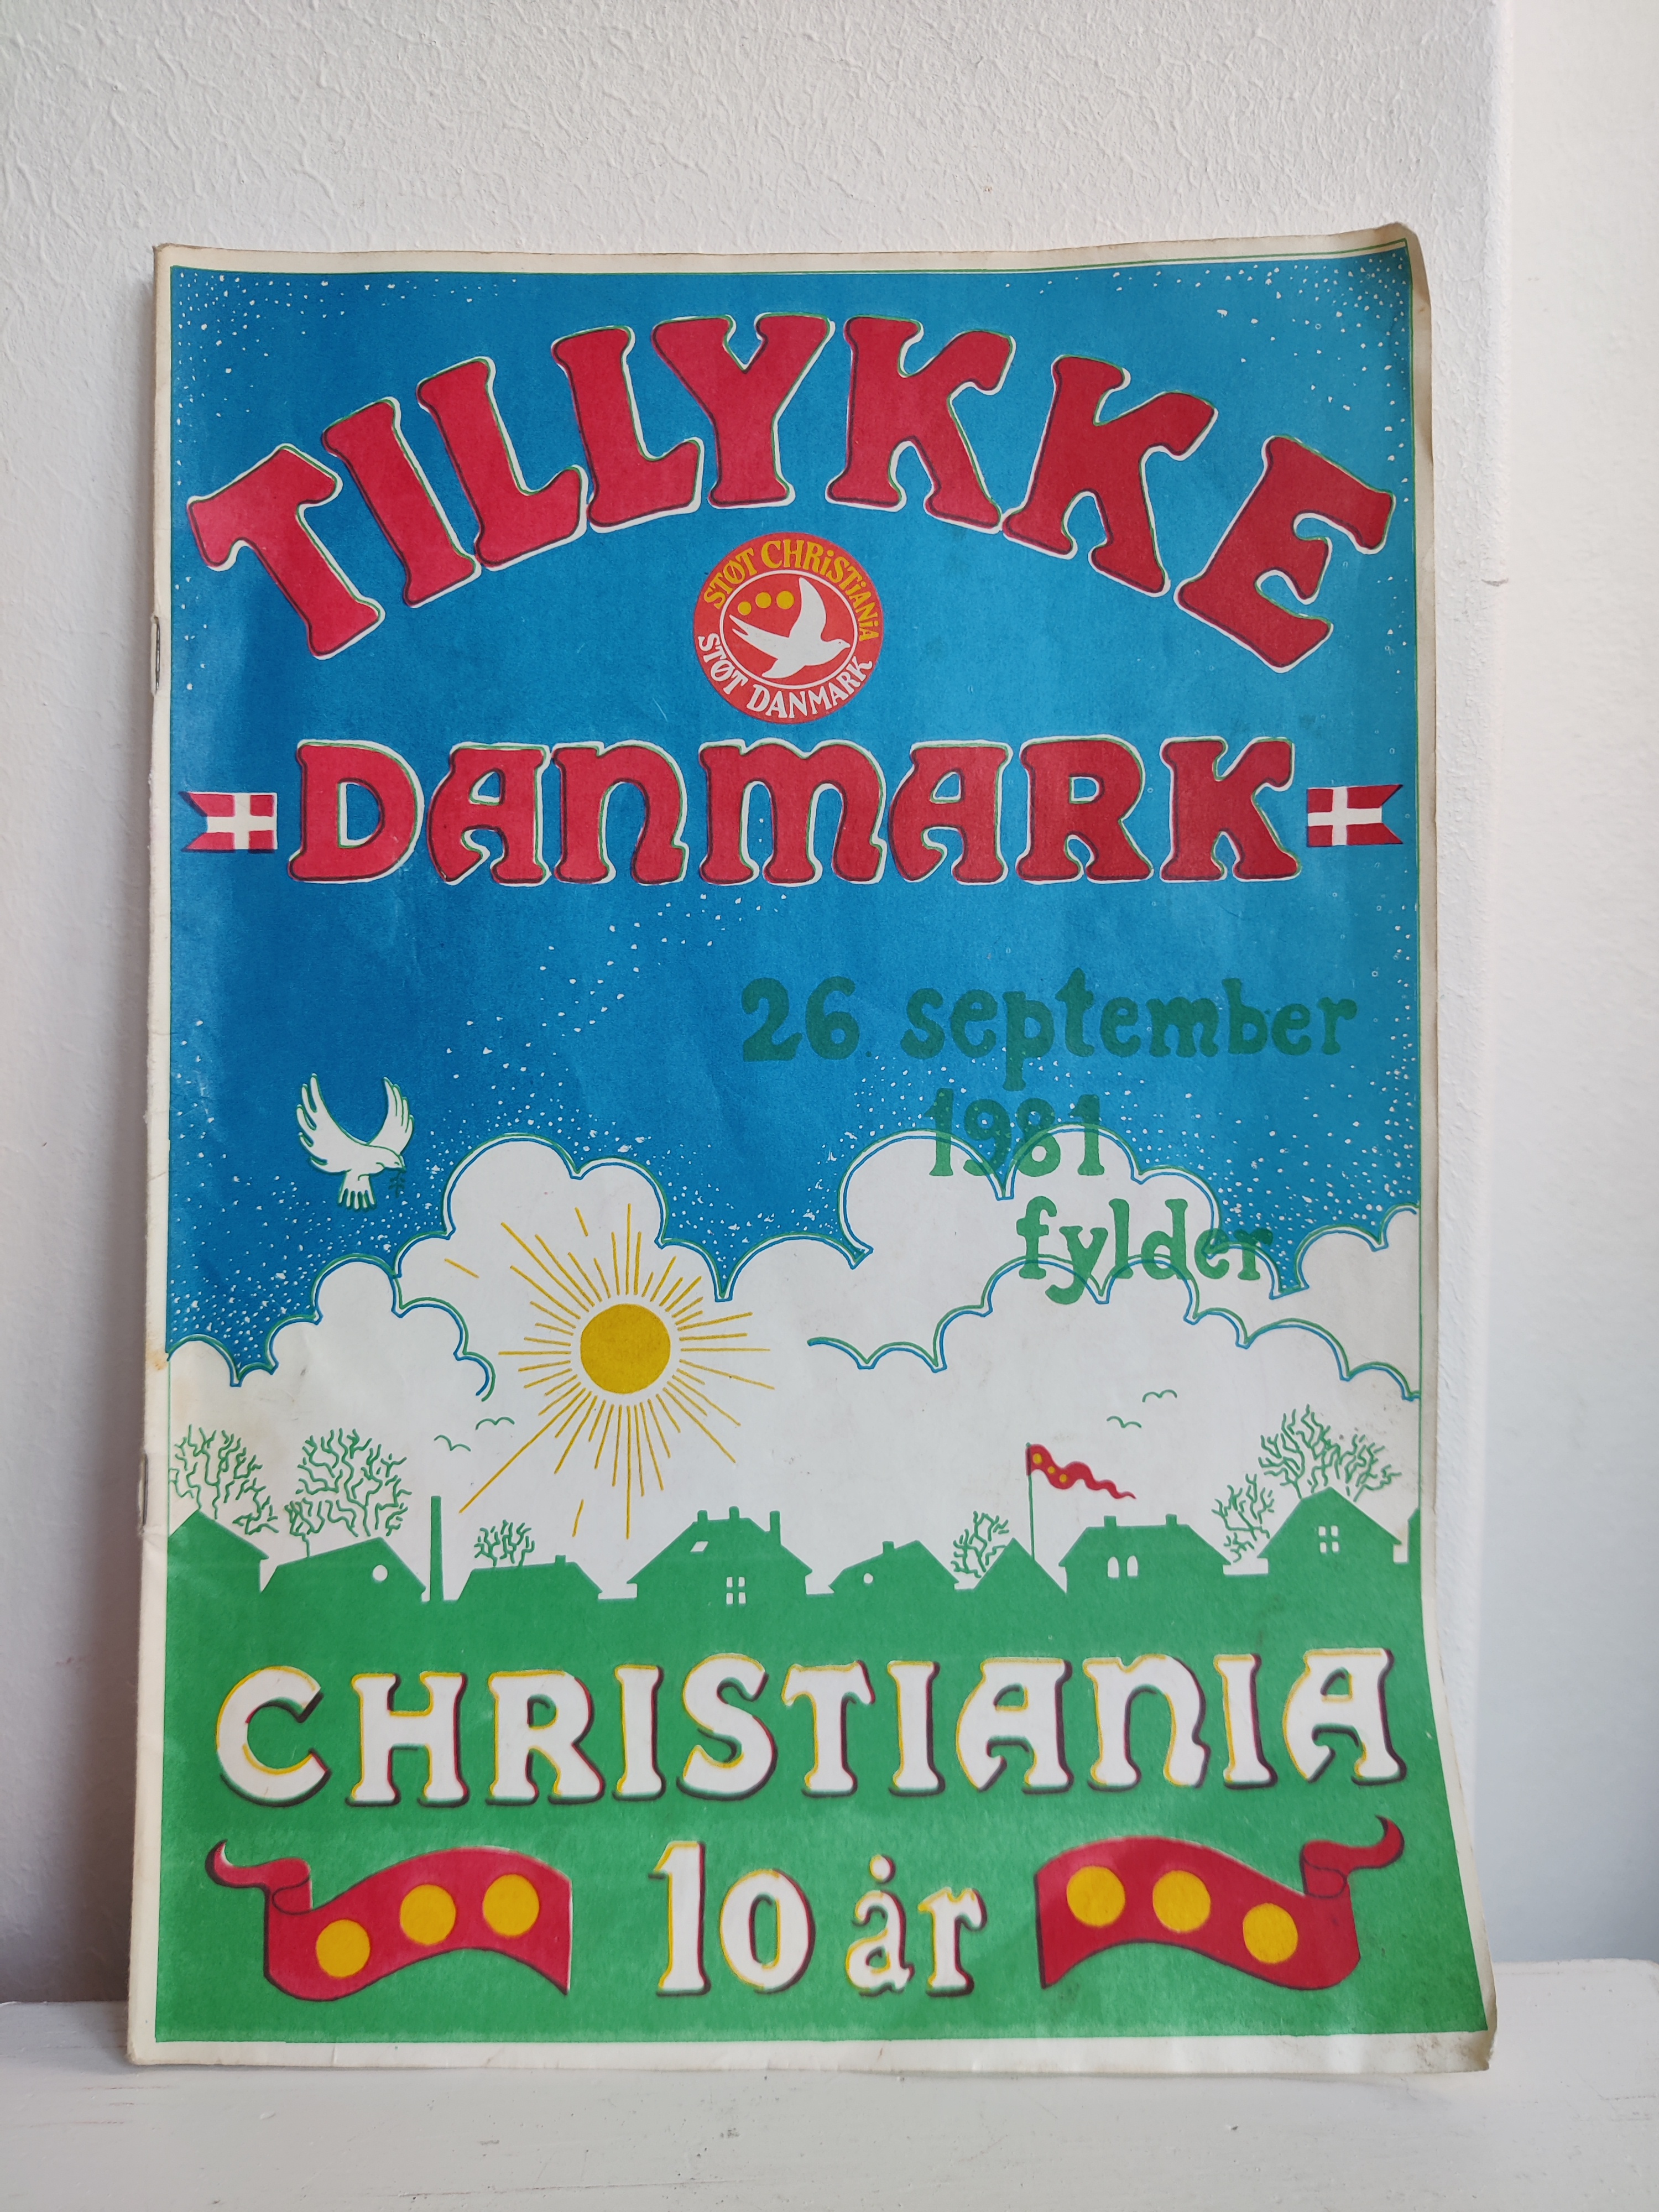 TILLYKKE
STØT CHRiSTiANiA
STØT DANMARK
DANMARK
26. september
1981
fylder
CHRISTIANIA
10 år